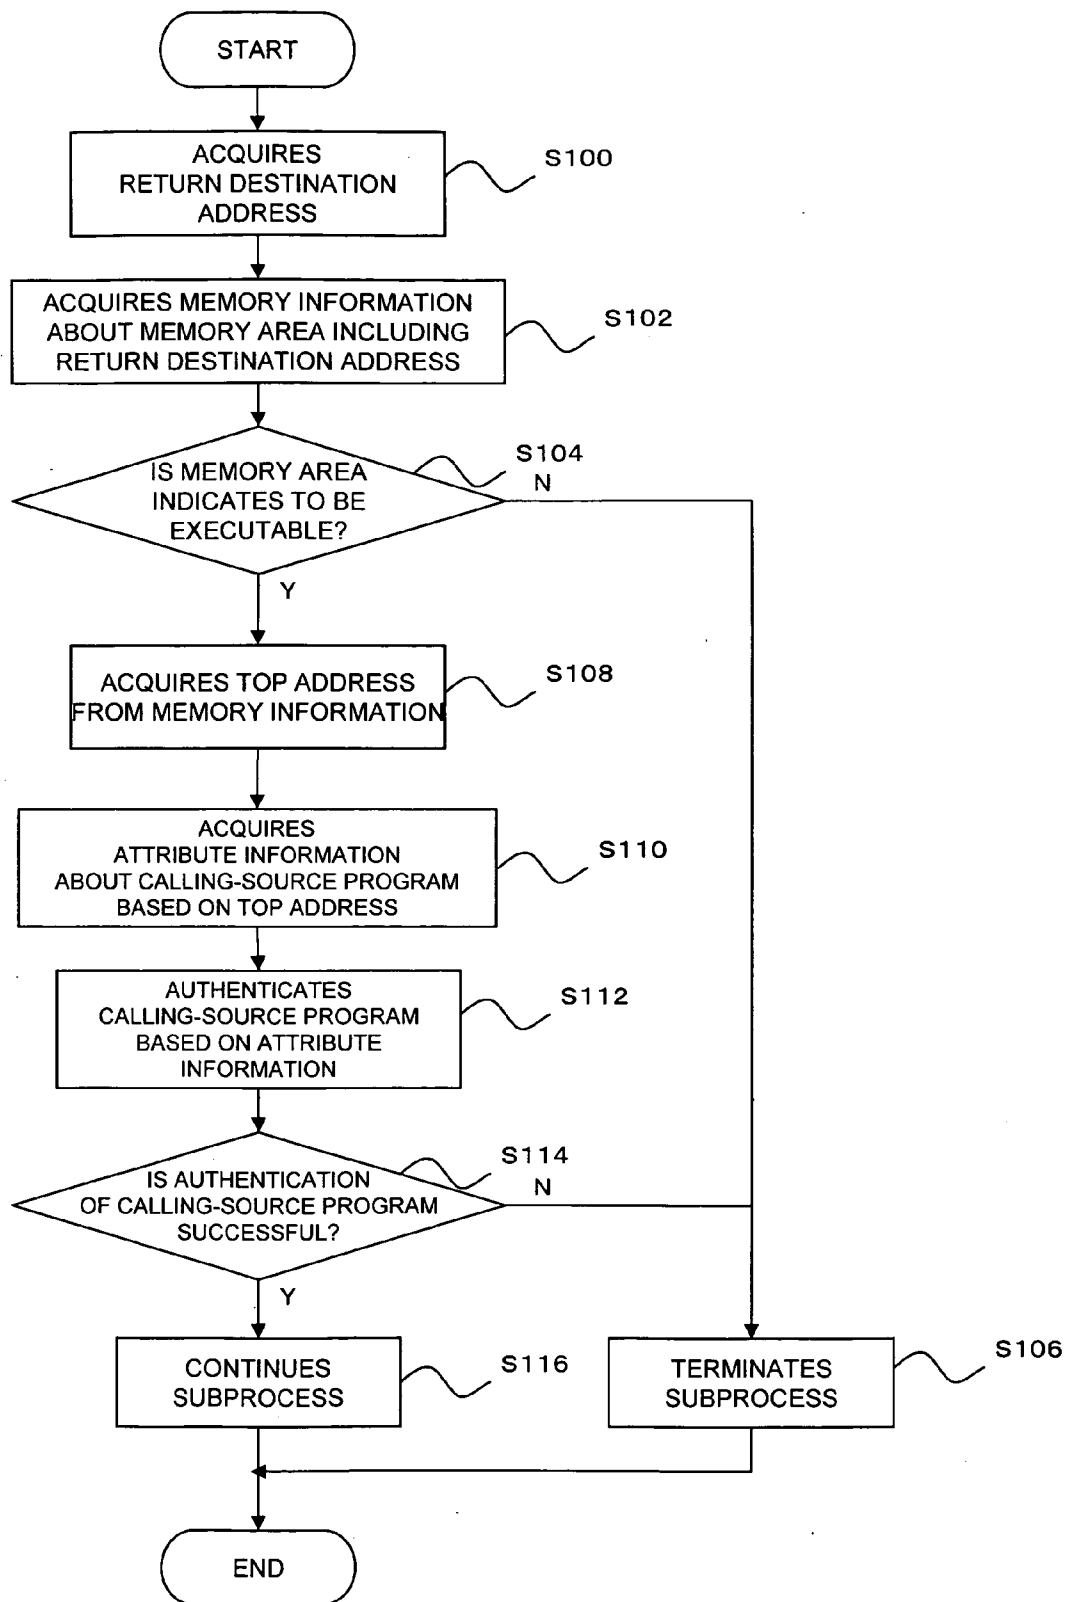 START
ACQUIRES
RETURN DESTINATION
ADDRESS
S100
ACQUIRES MEMORY INFORMATION
ABOUT MEMORY AREA INCLUDING
RETURN DESTINATION ADDRESS
S102
IS MEMORY AREA
INDICATES TO BE
EXECUTABLE?
S104
N
Y
ACQUIRES TOP ADDRESS
FROM MEMORY INFORMATION
S108
ACQUIRES
ATTRIBUTE INFORMATION
ABOUT CALLING-SOURCE PROGRAM
BASED ON TOP ADDRESS
S110
AUTHENTICATES
CALLING-SOURCE PROGRAM
BASED ON ATTRIBUTE
INFORMATION
S112
IS AUTHENTICATION
OF CALLING-SOURCE PROGRAM
SUCCESSFUL?
S114
N
Y
CONTINUES
SUBPROCESS
S116
TERMINATES
SUBPROCESS
S106
END